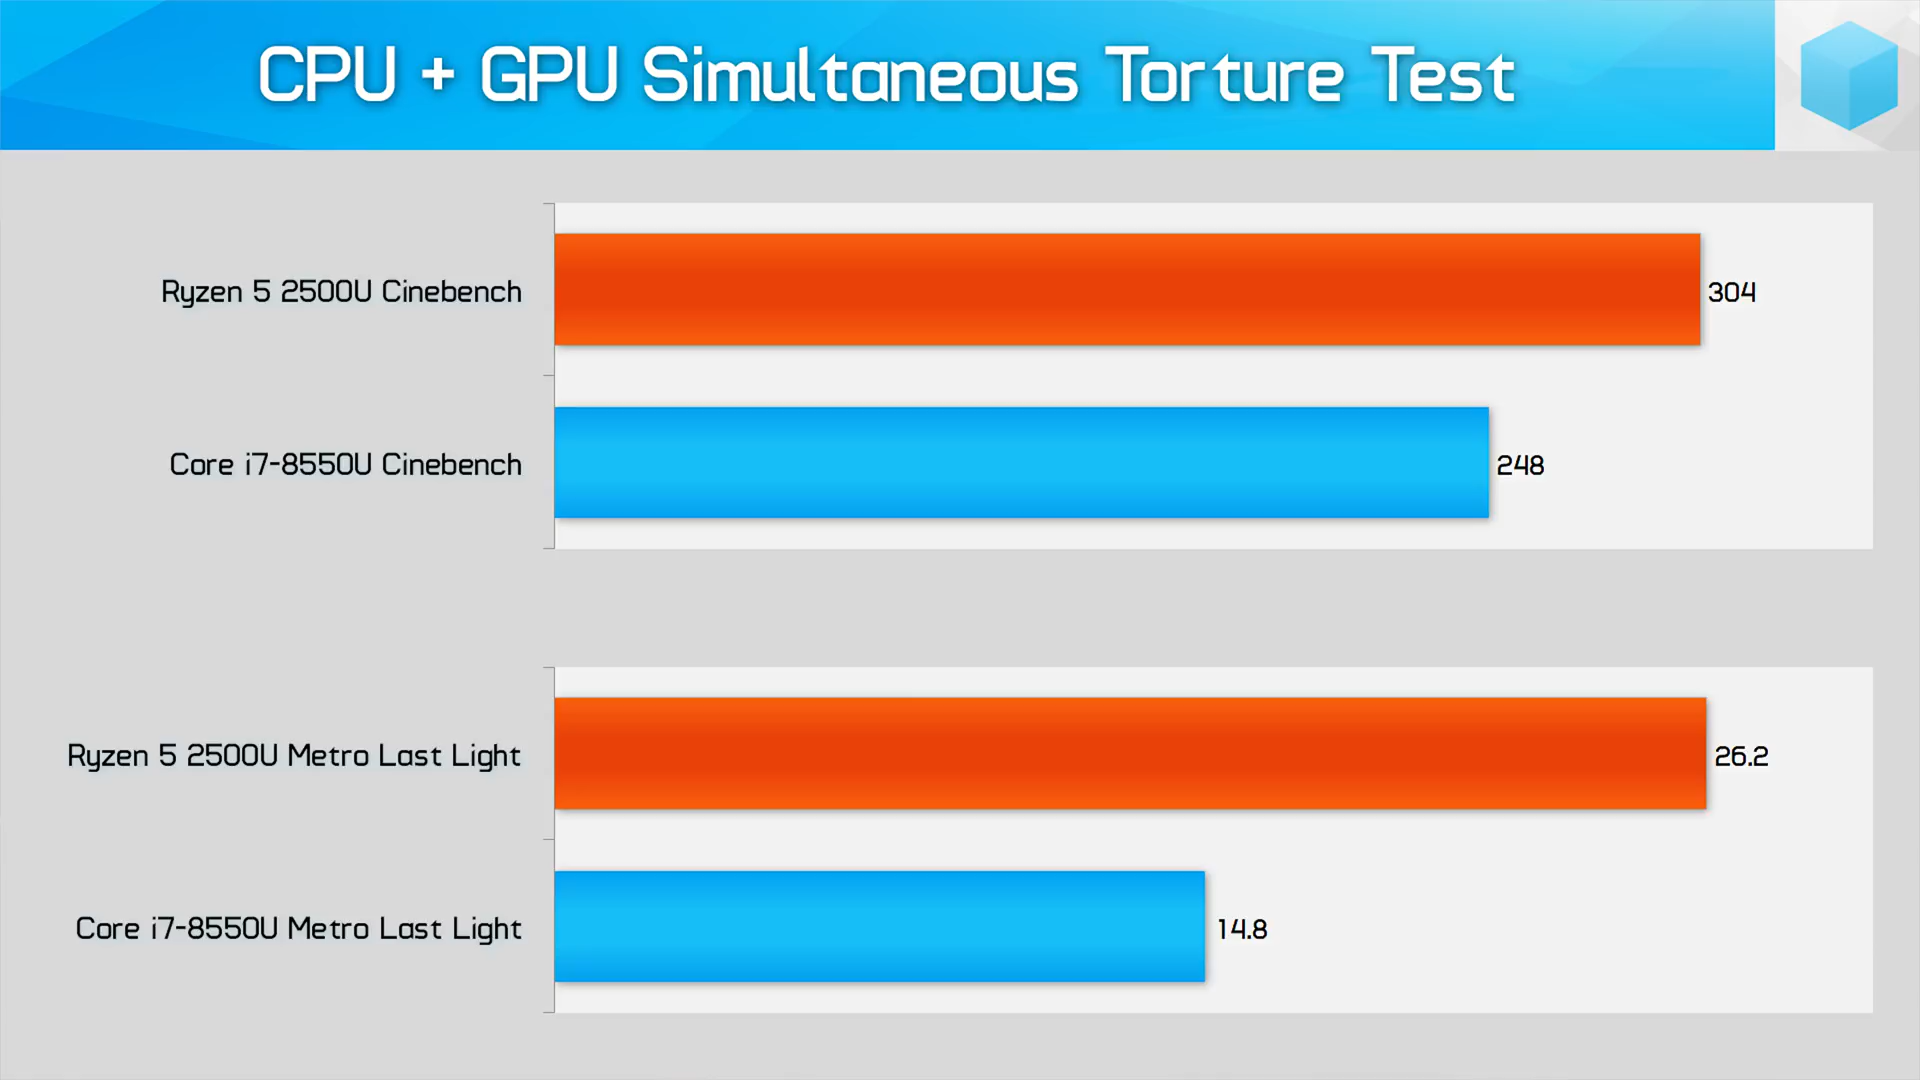 CPU + GPU Simultaneous Torture Test
Ryzen 5 2500U Cinebench
304
Core i7-8550U Cinebench
248
Ryzen 5 2500U Metro Last Light
26.2
Core i7-8550U Metro Last Light
14.8